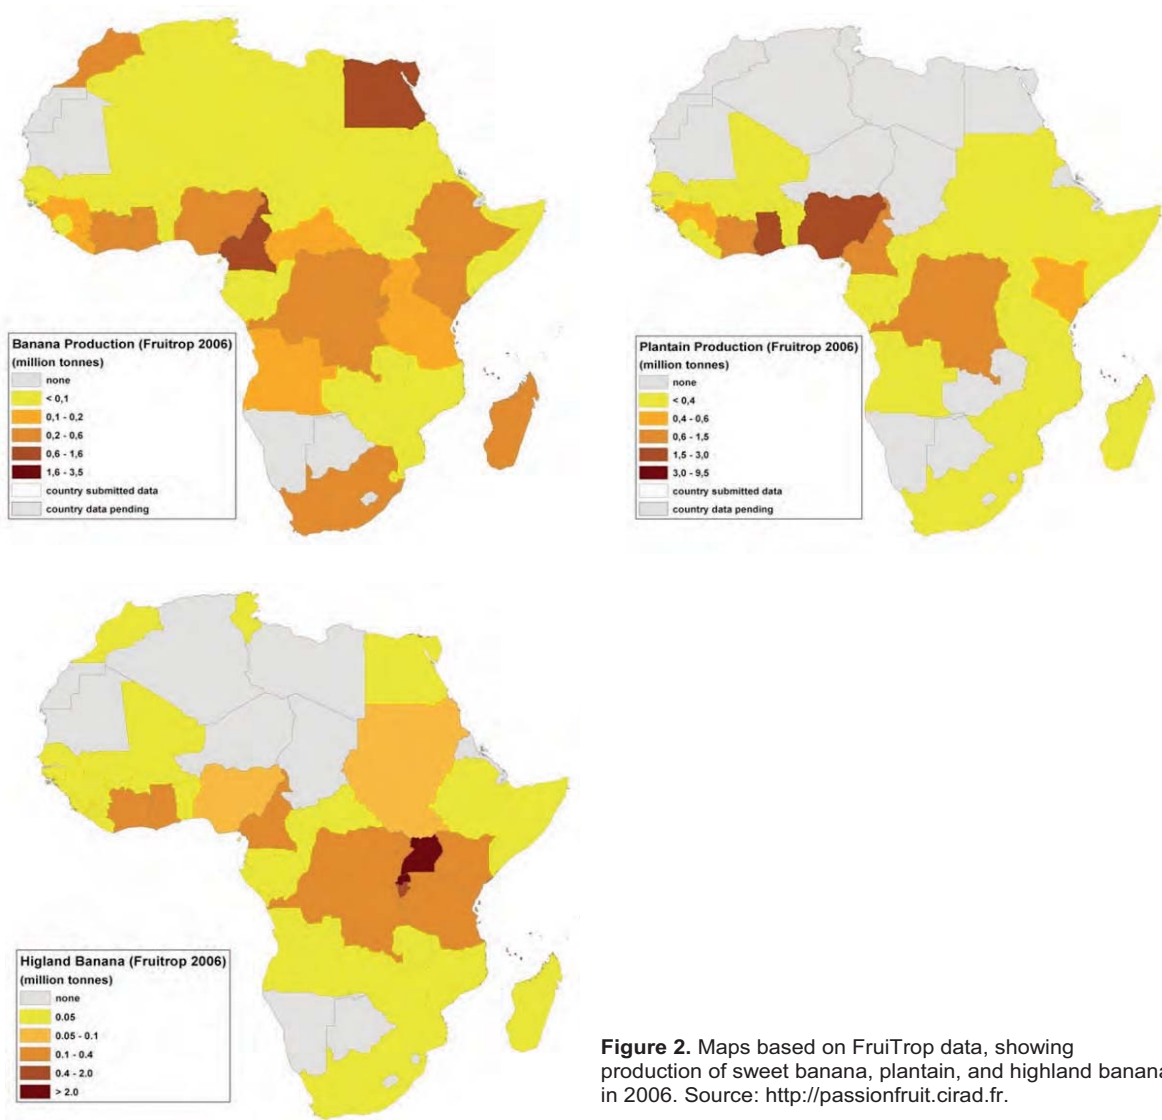 Banana Production (Fruitrop 2006)
(million tonnes)
none
< 0,1
0,1 - 0,2
0,2 - 0,6
0,6 - 1,6
1,6 - 3,5
country submitted data
country data pending
Plantain Production (Fruitrop 2006)
(million tonnes)
none
< 0,4
0,4 - 0,6
0,6 - 1,5
1,5 - 3,0
3,0 - 9,5
country submitted data
country data pending
Higland Banana (Fruitrop 2006)
(million tonnes)
none
0.05
0.05 - 0.1
0.1 - 0.4
0.4 - 2.0
> 2.0
Figure 2. Maps based on FruiTrop data, showing
production of sweet banana, plantain, and highland banana
in 2006. Source: http://passionfruit.cirad.fr.